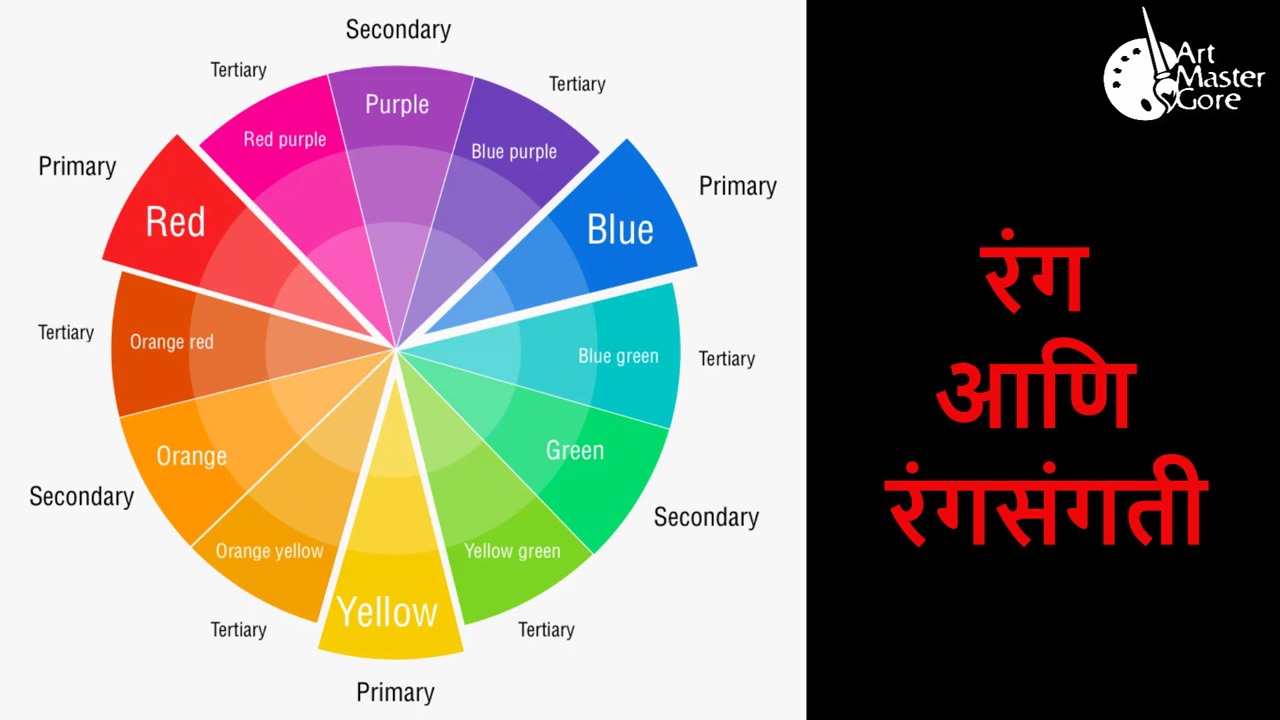 Secondary
Tertiary
Tertiary
Purple
Red purple
Blue purple
Primary
Primary
Red
Blue
Tertiary
Orange red
Blue green
Tertiary
Orange
Green
Secondary
Secondary
Orange yellow
Yellow green
Yellow
Tertiary
Tertiary
Primary
Art
Master
Gore
रंग
आणि
रंगसंगती